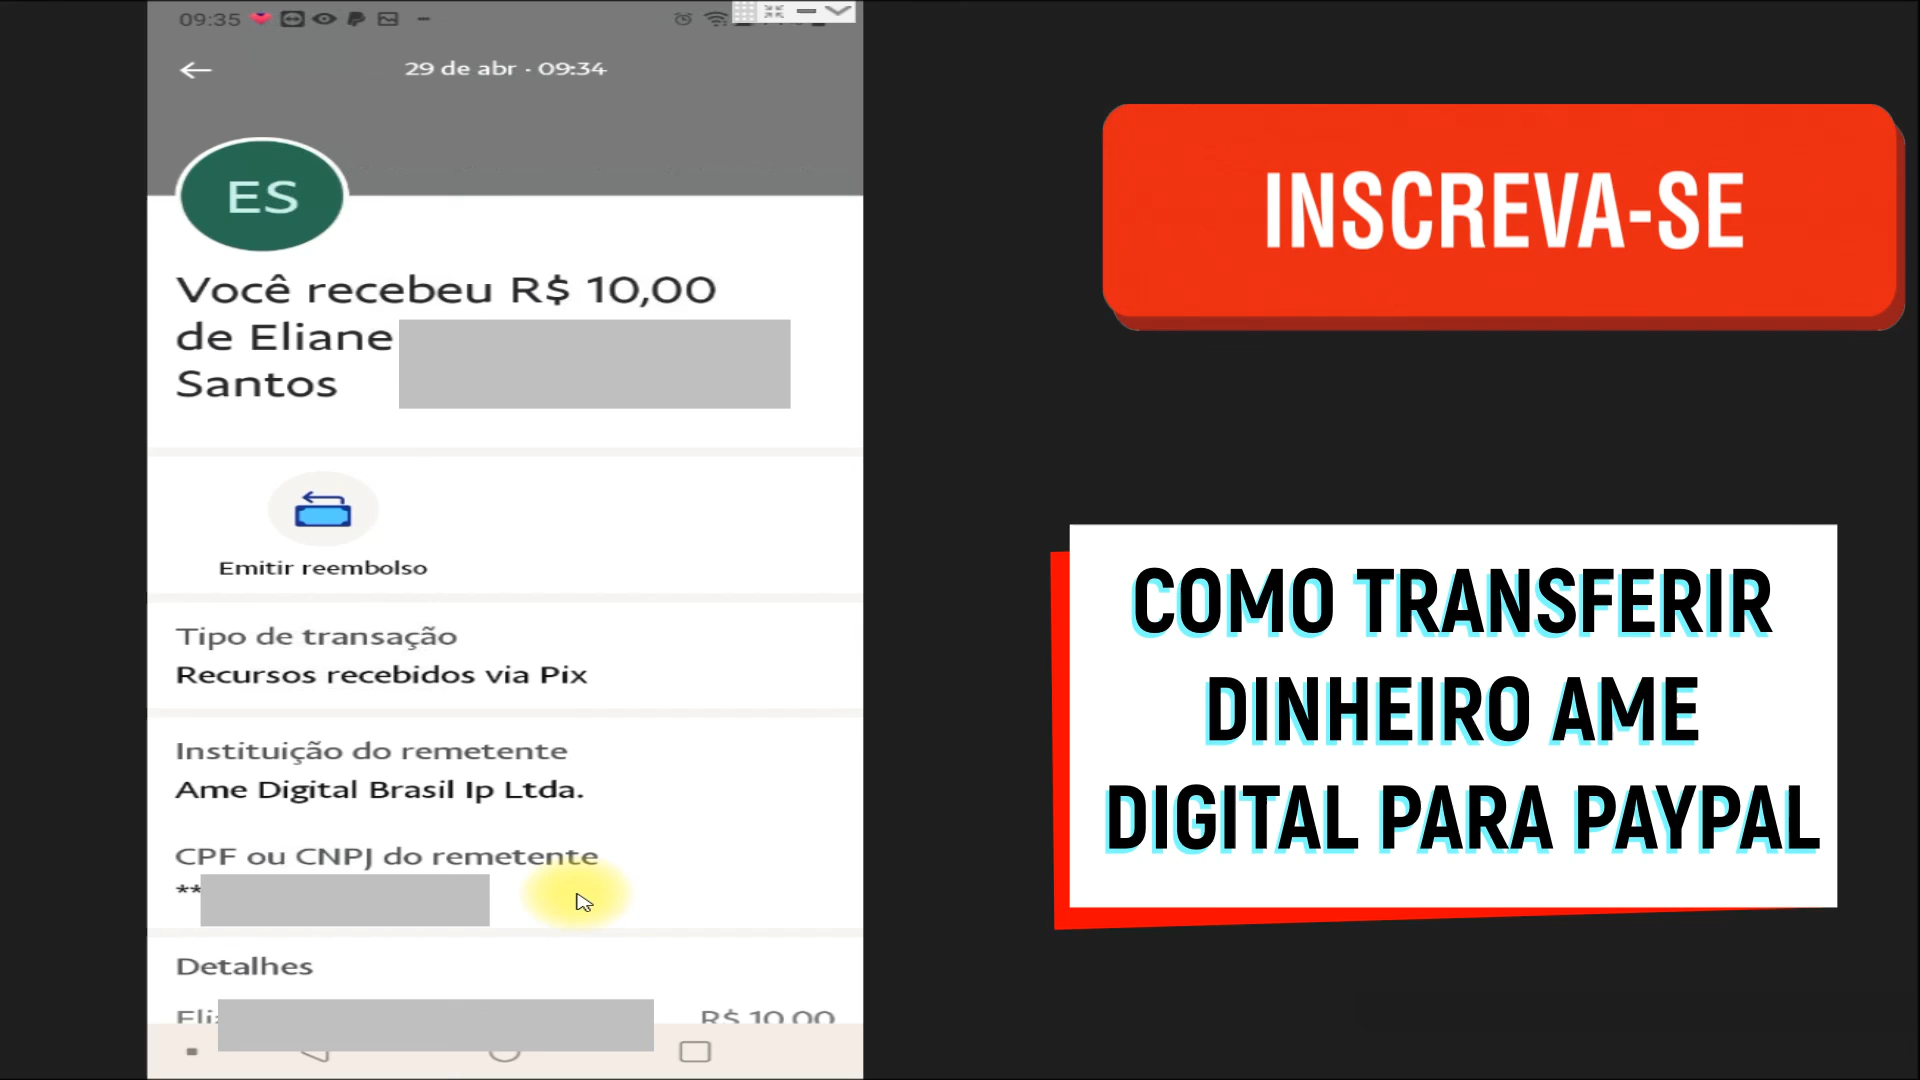 09:35
29 de abr · 09:34
ES
Você recebeu R$ 10,00
de Eliane
Santos
Emitir reembolso
Tipo de transação
Recursos recebidos via Pix
Instituição do remetente
Ame Digital Brasil Ip Ltda.
CPF ou CNPJ do remetente
**
Detalhes
R$ 10,00
INSCREVA-SE
COMO TRANSFERIR
DINHEIRO AME
DIGITAL PARA PAYPAL